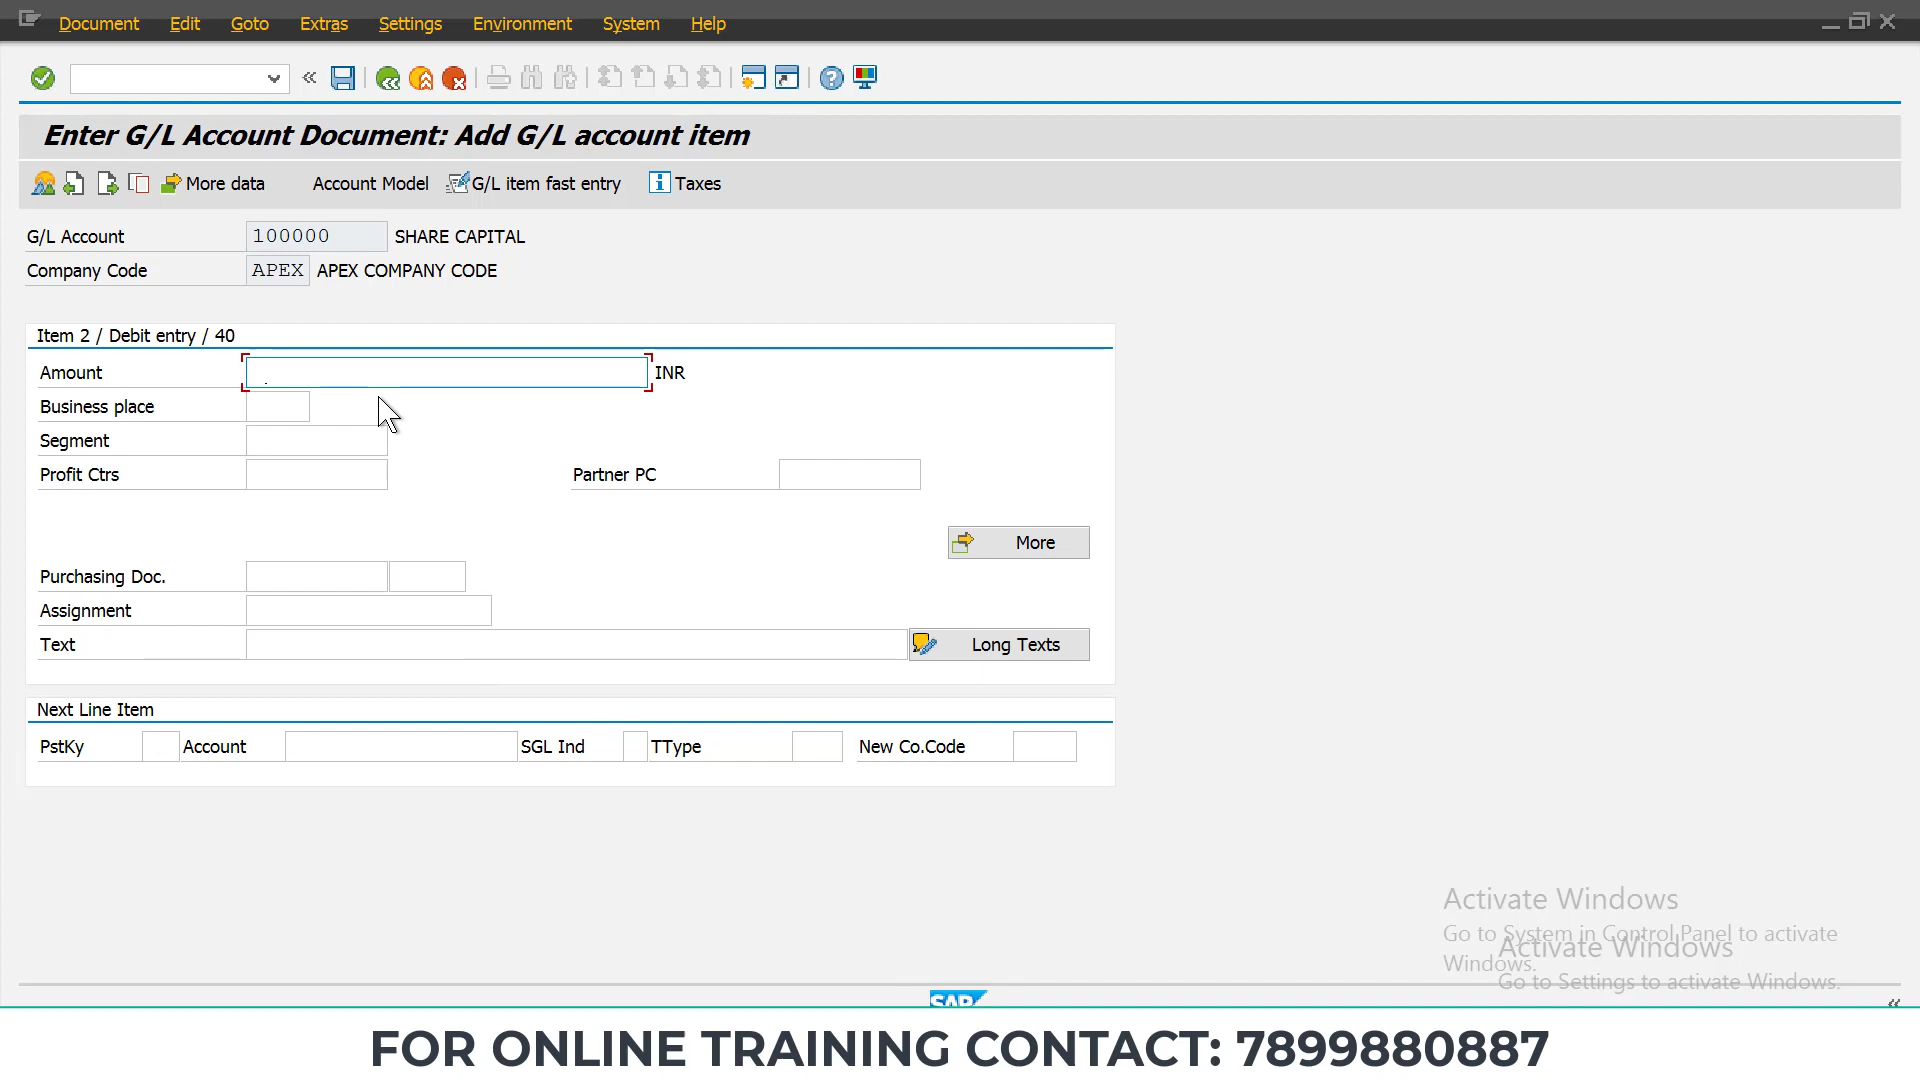 Document Edit Goto Extras Settings Environment System Help
Enter G/L Account Document: Add G/L account item
More data Account Model G/L item fast entry Taxes
G/L Account 100000 SHARE CAPITAL
Company Code APEX APEX COMPANY CODE
Item 2 / Debit entry / 40
Amount INR
Business place
Segment
Profit Ctrs Partner PC
More
Purchasing Doc.
Assignment
Text Long Texts
Next Line Item
PstKy Account SGL Ind TType New Co.Code
Activate Windows
Go to System in Control Panel to activate
Windows.
Activate Windows
Go to Settings to activate Windows.
SAP
FOR ONLINE TRAINING CONTACT: 7899880887